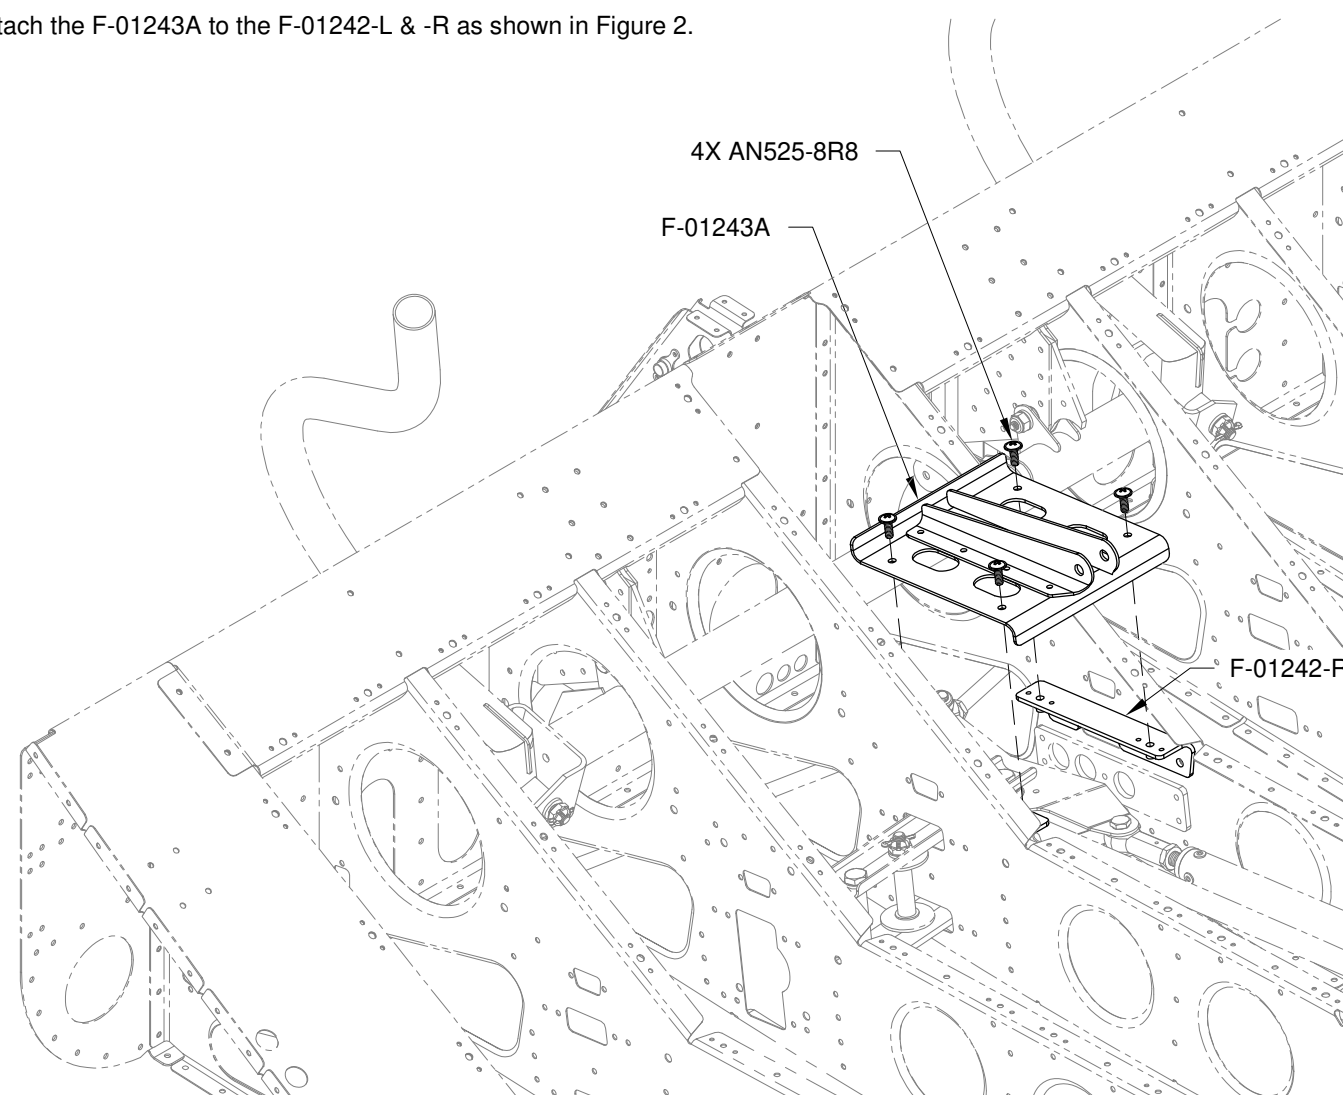 tach the F-01243A to the F-01242-L & -R as shown in Figure 2.
4X AN525-8R8
F-01243A
F-01242-F